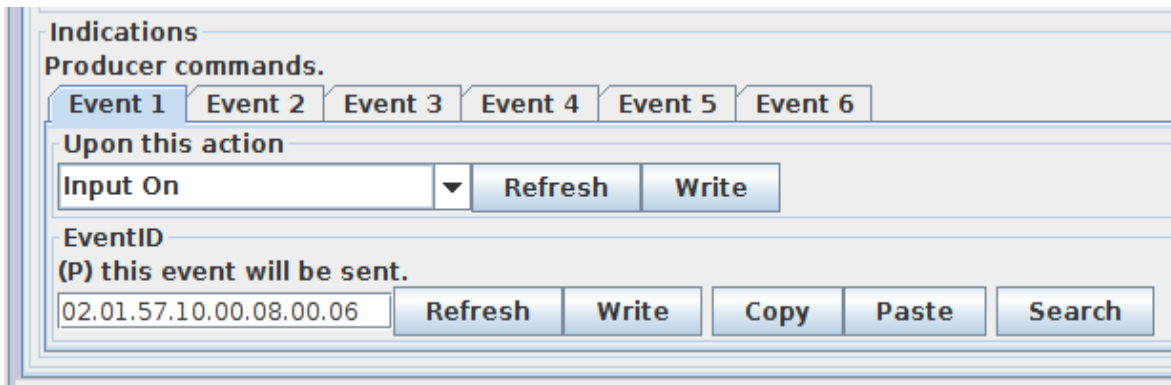 Indications
Producer commands.
Event 1 Event 2 Event 3 Event 4 Event 5 Event 6
Upon this action
Input On Refresh Write
EventID
(P) this event will be sent.
02.01.57.10.00.08.00.06 Refresh Write Copy Paste Search